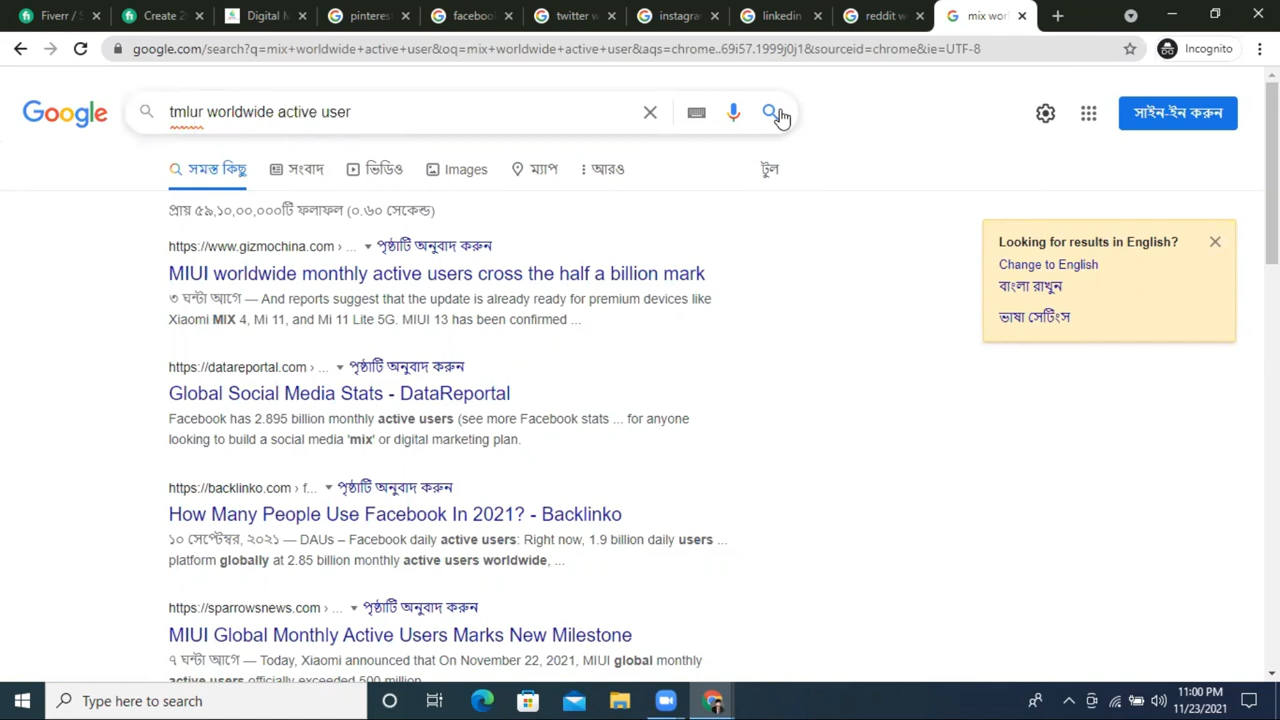 Fiverr / S
Create 2
Digital M
pinteres
faceboo
twitter w
instagra
linkedin
reddit w
mix wor
google.com/search?q=mix+worldwide+active+user&oq=mix+worldwide+active+user&aqs=chrome..69i57.1999j0j1&sourceid=chrome&ie=UTF-8
Incognito
Google
tmlur worldwide active user
সাইন-ইন করুন
সমস্ত কিছু
সংবাদ
ভিডিও
Images
ম্যাপ
আরও
টুল
প্রায় ৫৯,১০,০০,০০০টি ফলাফল (০.৬০ সেকেন্ড)
https://www.gizmochina.com › ... পৃষ্ঠাটি অনুবাদ করুন
MIUI worldwide monthly active users cross the half a billion mark
৩ ঘন্টা আগে — And reports suggest that the update is already ready for premium devices like
Xiaomi MIX 4, Mi 11, and Mi 11 Lite 5G. MIUI 13 has been confirmed ...
https://datareportal.com › ... পৃষ্ঠাটি অনুবাদ করুন
Global Social Media Stats - DataReportal
Facebook has 2.895 billion monthly active users (see more Facebook stats ... for anyone
looking to build a social media 'mix' or digital marketing plan.
https://backlinko.com › f... পৃষ্ঠাটি অনুবাদ করুন
How Many People Use Facebook In 2021? - Backlinko
১০ সেপ্টেম্বর, ২০২১ — DAUs – Facebook daily active users: Right now, 1.9 billion daily users ...
platform globally at 2.85 billion monthly active users worldwide, ...
https://sparrowsnews.com › ... পৃষ্ঠাটি অনুবাদ করুন
MIUI Global Monthly Active Users Marks New Milestone
৭ ঘন্টা আগে — Today, Xiaomi announced that On November 22, 2021, MIUI global monthly
active users officially exceeded 500 million.
Looking for results in English?
Change to English
বাংলা রাখুন
ভাষা সেটিংস
Type here to search
11:00 PM
11/23/2021